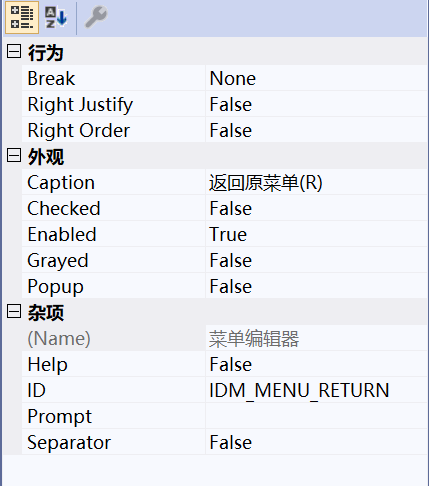 行为
Break None
Right Justify False
Right Order False
外观
Caption 返回原菜单(R)
Checked False
Enabled True
Grayed False
Popup False
杂项
(Name) 菜单编辑器
Help False
ID IDM_MENU_RETURN
Prompt
Separator False